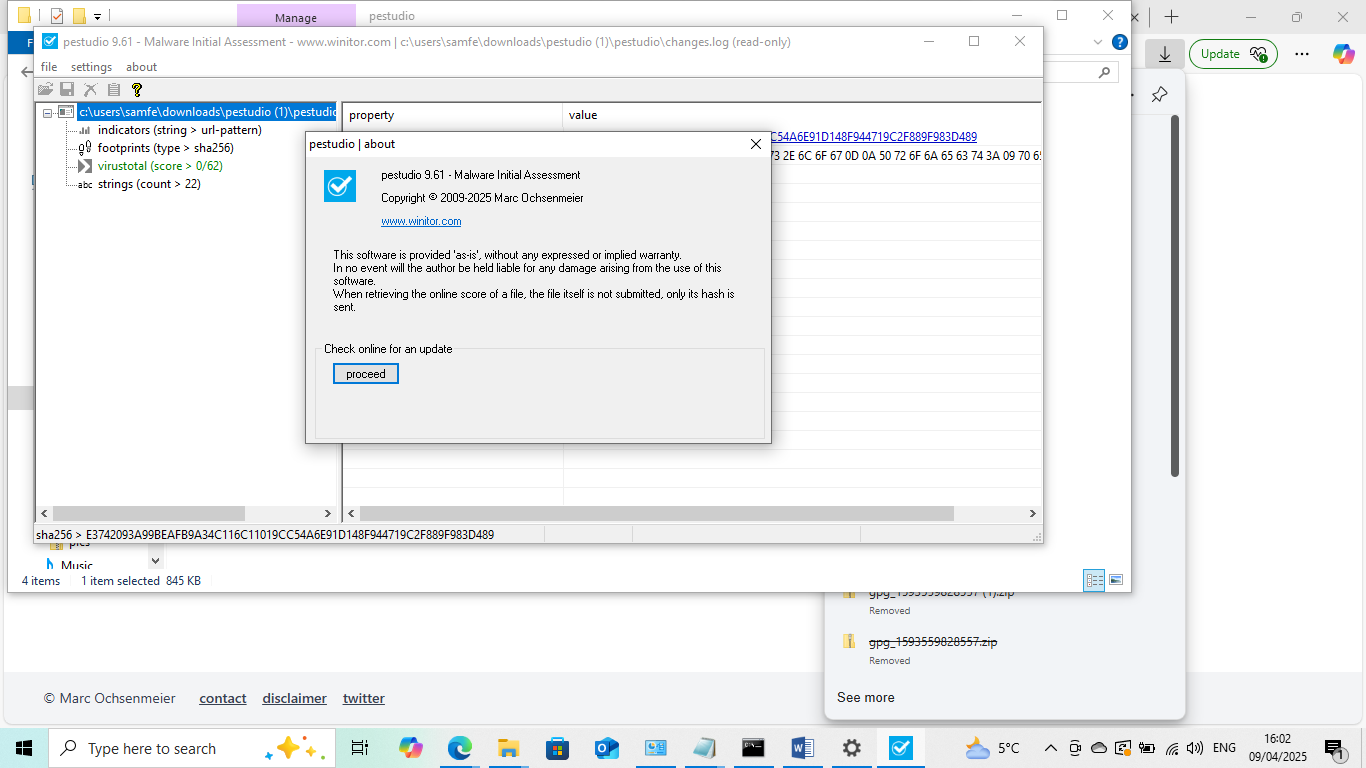 Manage
pestudio
pestudio 9.61 - Malware Initial Assessment - www.winitor.com | c:\users\samfe\downloads\pestudio (1)\pestudio\changes.log (read-only)
F
file settings about
Update
c:\users\samfe\downloads\pestudio (1)\pestudic
indicators (string > url-pattern)
footprints (type > sha256)
virustotal (score > 0/62)
abc strings (count > 22)
property value
C54A6E91D148F944719C2F889F983D489
73 2E 6C 6F 67 0D 0A 50 72 6F 6A 65 63 74 3A 09 70 65
pestudio | about
pestudio 9.61 - Malware Initial Assessment
Copyright © 2009-2025 Marc Ochsenmeier
www.winitor.com
This software is provided 'as-is', without any expressed or implied warranty.
In no event will the author be held liable for any damage arising from the use of this
software.
When retrieving the online score of a file, the file itself is not submitted, only its hash is
sent.
Check online for an update
proceed
sha256 > E3742093A99BEAFB9A34C116C11019CC54A6E91D148F944719C2F889F983D489
pics
Music
4 items 1 item selected 845 KB
gpg_1593559828557 (1).zip
Removed
gpg_1593559828557.zip
Removed
See more
© Marc Ochsenmeier contact disclaimer twitter
Type here to search
5°C
ENG
16:02
09/04/2025
1